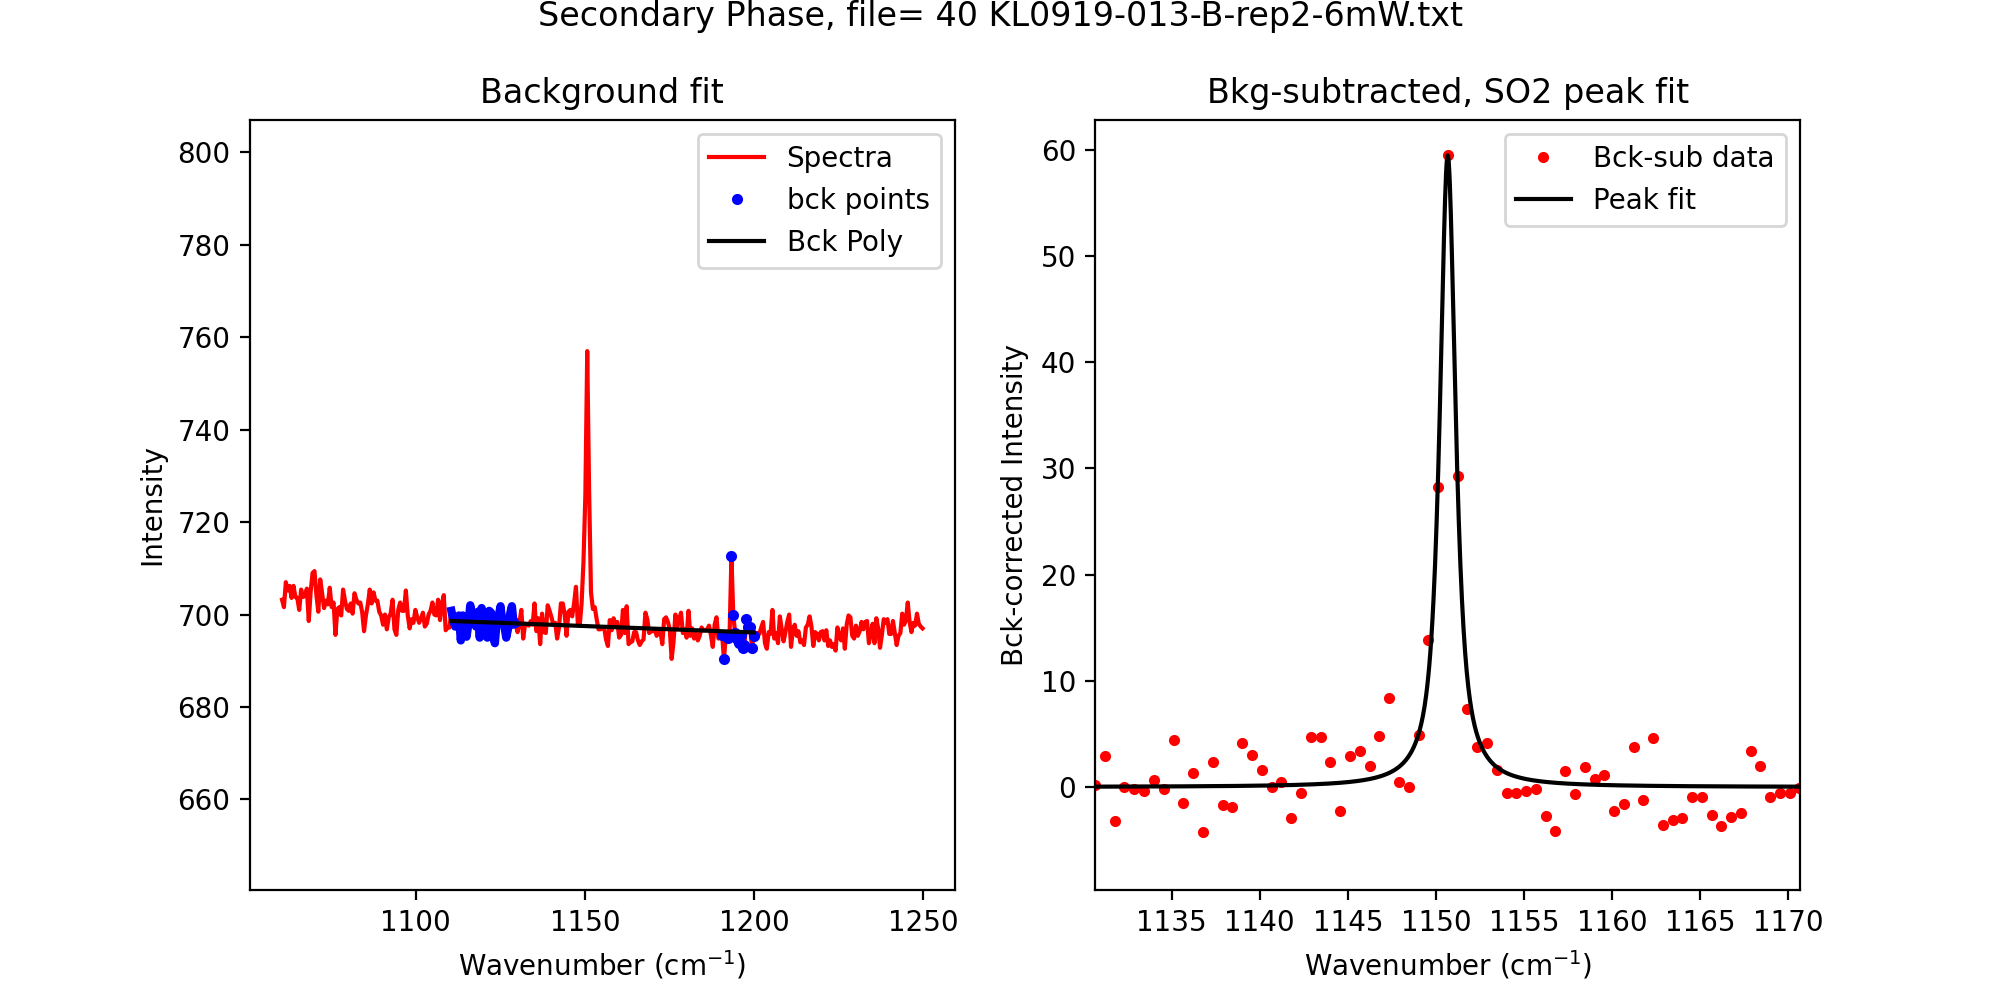 Secondary Phase, file= 40 KL0919-013-B-rep2-6mW.txt
Background fit
800
780
760
740
720
700
680
660
Intensity
Spectra
bck points
Bck Poly
1100 1150 1200 1250
Wavenumber (cm⁻¹)
Bkg-subtracted, SO2 peak fit
60
50
40
30
20
10
0
Bck-corrected Intensity
Bck-sub data
Peak fit
1135 1140 1145 1150 1155 1160 1165 1170
Wavenumber (cm⁻¹)